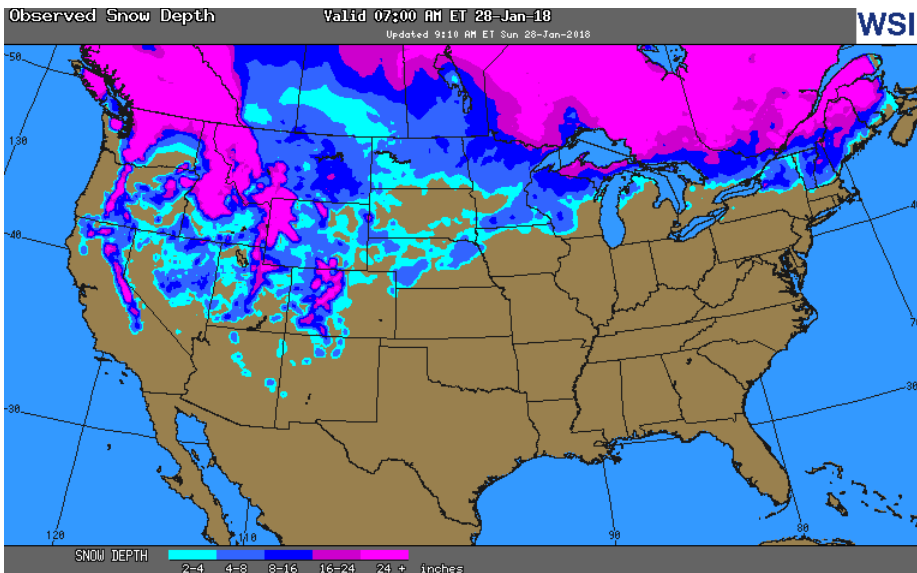 Observed Snow Depth Valid 07:00 AM ET 28-Jan-18
Updated 9:10 AM ET Sun 28-Jan-2018
WSI
50
130
40
30
120
110
90
80
30
SNOW DEPTH
2-4 4-8 8-16 16-24 24 + inches